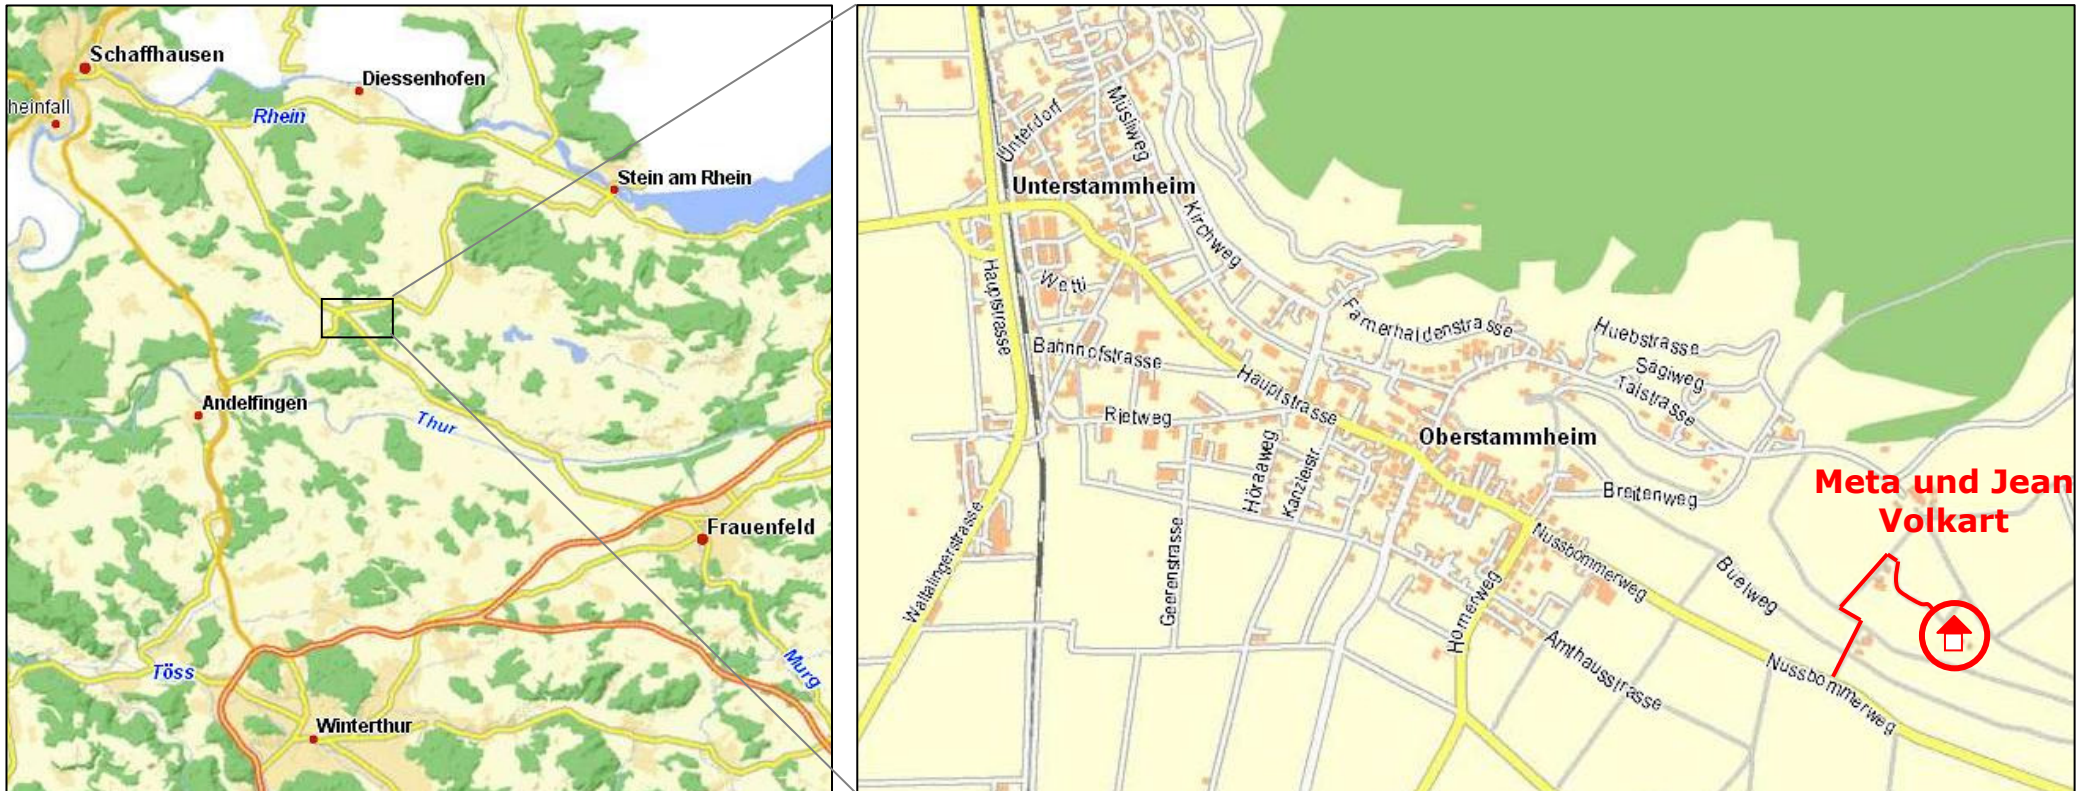 Schaffhausen
Diessenhofen
heinfall
Rhein
Stein am Rhein
Andelfingen
Thur
Frauenfeld
Töss
Murg
Winterthur
Unterdorf
Müsliweg
Unterstammheim
Kirchweg
Hauptstrasse
Wetti
Bahnhofstrasse
Farnerhaldenstrasse
Huebstrasse
Sägiweg
Talstrasse
Hauptstrasse
Rietweg
Oberstammheim
Höraaweg
Kanzleistr.
Breitenweg
Meta und Jean
Volkart
Waltalingerstrasse
Geerenstrasse
Nussbommerweg
Buelweg
Hornerweg
Amthausstrasse
Nussbommerweg